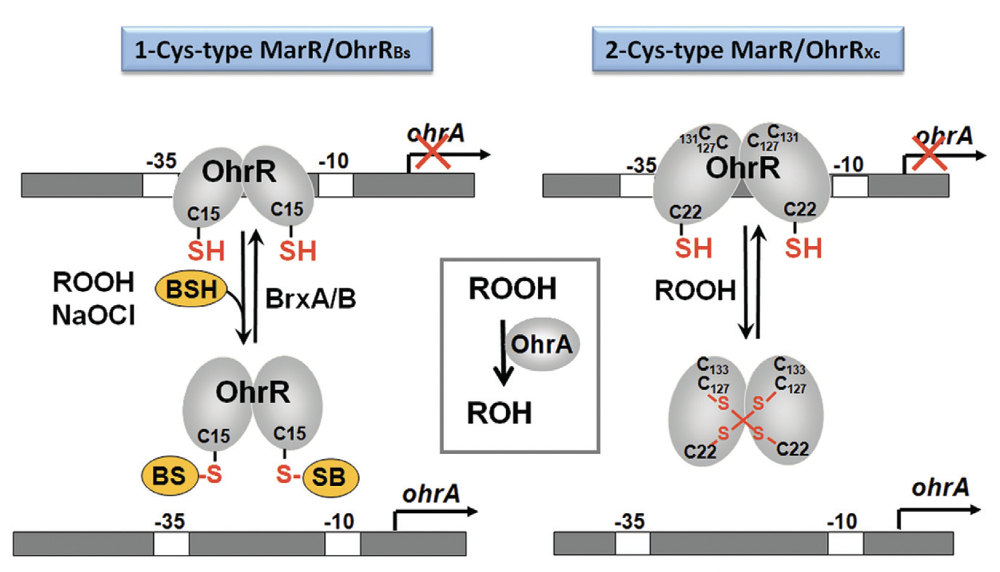 1-Cys-type MarR/OhrRBs
2-Cys-type MarR/OhrRXc
ohrA
-35
-10
OhrR
C15
C15
SH
SH
ROOH
NaOCl
BSH
BrxA/B
OhrR
C15
C15
BS
-S
S-
SB
ohrA
-35
-10
ROOH
OhrA
ROH
ohrA
131C
127C
C131
C127
-35
-10
OhrR
C22
C22
SH
SH
ROOH
C133
C133
C127
C127
S
S
S
S
C22
C22
ohrA
-35
-10